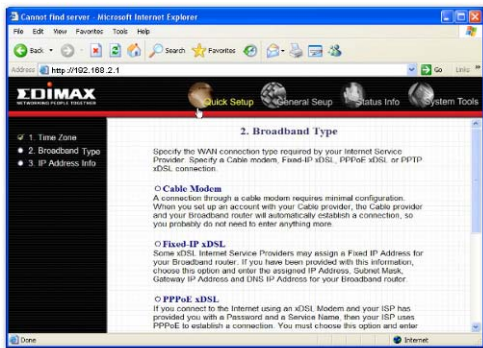 Cannot find server - Microsoft Internet Explorer
File Edit View Favorites Tools Help
Back Search Favorites
Address http://192.168.2.1 Go Links »
EDIMAX
NETWORKING PEOPLE TOGETHER
Quick Setup General Seup Status Info System Tools
1. Time Zone
2. Broadband Type
3. IP Address Info
2. Broadband Type
Specify the WAN connection type required by your Internet Service
Provider. Specify a Cable modem, Fixed-IP xDSL, PPPoE xDSL or PPTP
xDSL connection.
Cable Modem
A connection through a cable modem requires minimal configuration.
When you set up an account with your Cable provider, the Cable provider
and your Broadband router will automatically establish a connection, so
you probably do not need to enter anything more.
Fixed-IP xDSL
Some xDSL Internet Service Providers may assign a Fixed IP Address for
your Broadband router. If you have been provided with this information,
choose this option and enter the assigned IP Address, Subnet Mask,
Gateway IP Address and DNS IP Address for your Broadband router.
PPPoE xDSL
If you connect to the Internet using an xDSL Modem and your ISP has
provided you with a Password and a Service Name, then your ISP uses
PPPoE to establish a connection. You must choose this option and enter
Done Internet